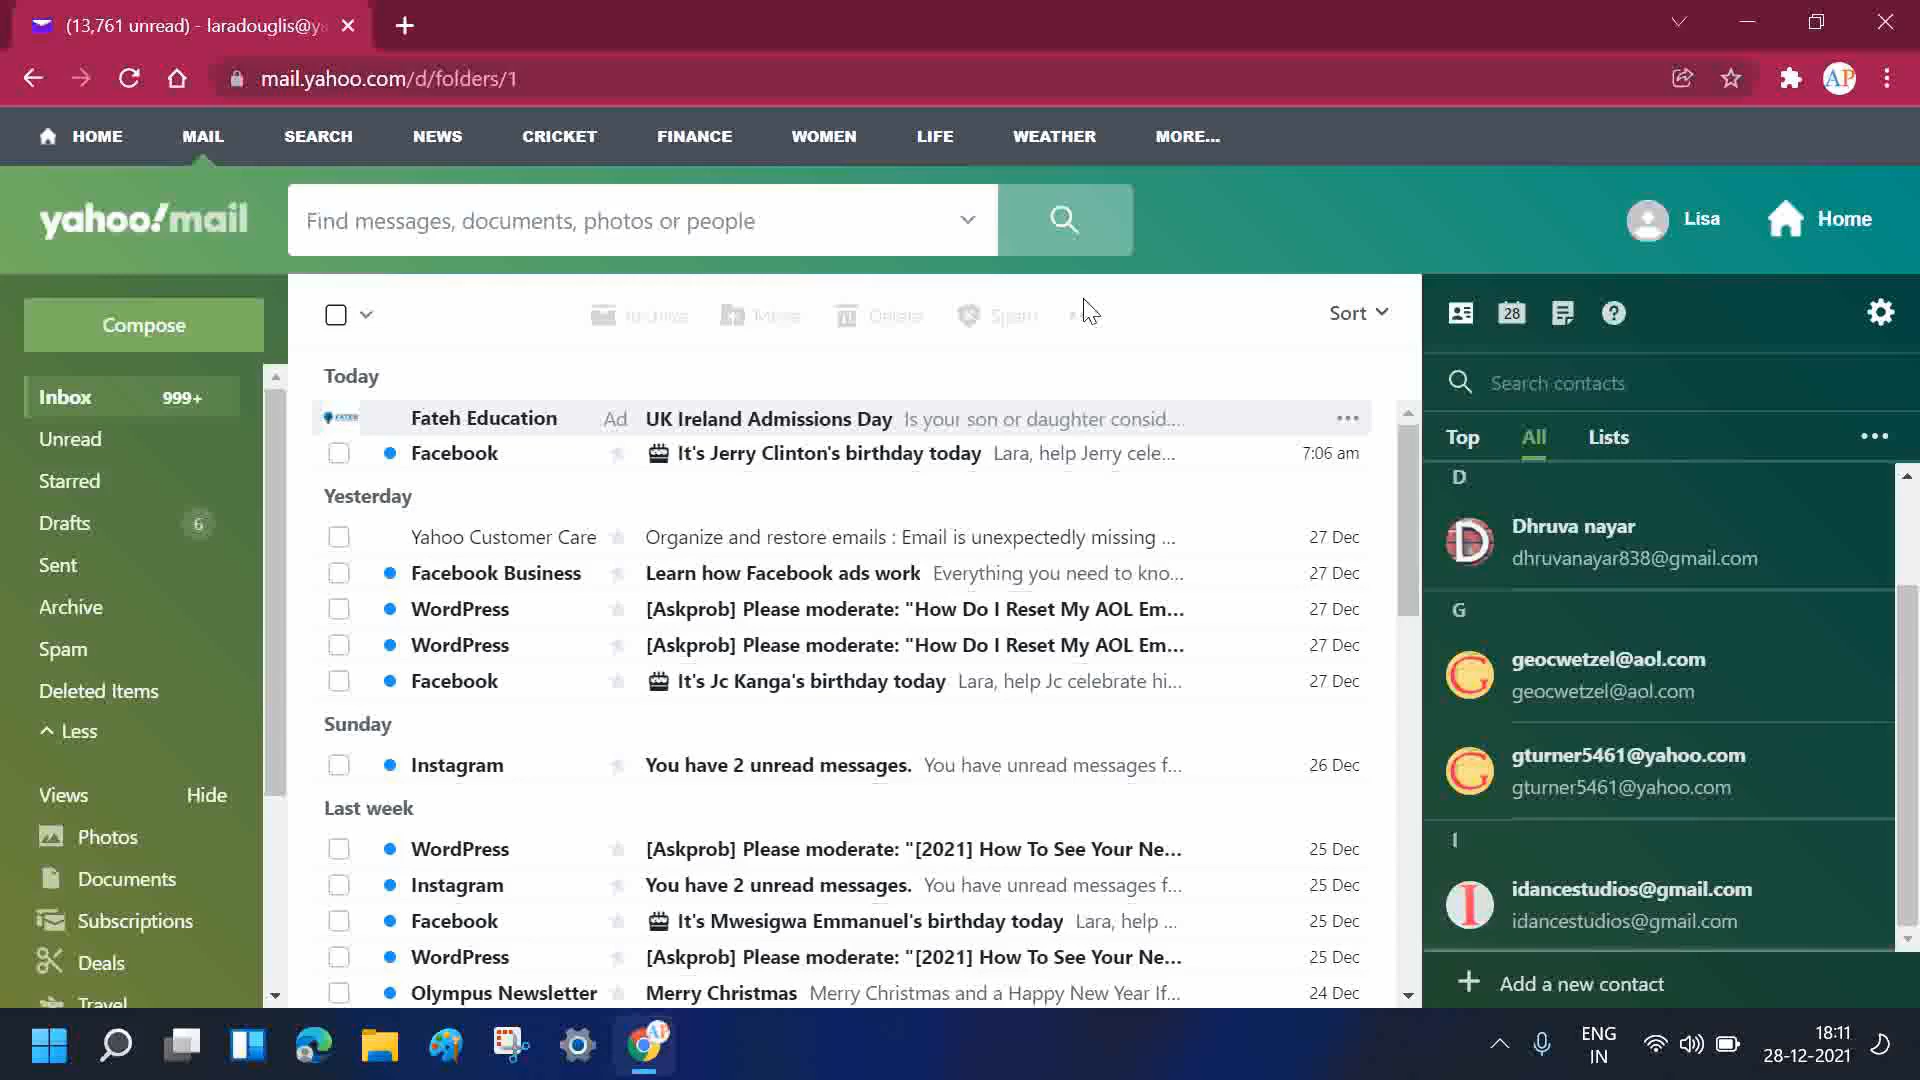 (13,761 unread) - laradouglis@y
mail.yahoo.com/d/folders/1
AP
HOME MAIL SEARCH NEWS CRICKET FINANCE WOMEN LIFE WEATHER MORE...
yahoo!mail
Find messages, documents, photos or people
Lisa
Home
Compose
Archive Move Delete Spam
Sort
28
Inbox 999+
Unread
Starred
Drafts 6
Sent
Archive
Spam
Deleted Items
Less
Views Hide
Photos
Documents
Subscriptions
Deals
Travel
Today
Fateh Education Ad UK Ireland Admissions Day Is your son or daughter consid....
Facebook It's Jerry Clinton's birthday today Lara, help Jerry cele... 7:06 am
Yesterday
Yahoo Customer Care Organize and restore emails : Email is unexpectedly missing ... 27 Dec
Facebook Business Learn how Facebook ads work Everything you need to kno... 27 Dec
WordPress [Askprob] Please moderate: "How Do I Reset My AOL Em... 27 Dec
WordPress [Askprob] Please moderate: "How Do I Reset My AOL Em... 27 Dec
Facebook It's Jc Kanga's birthday today Lara, help Jc celebrate hi... 27 Dec
Sunday
Instagram You have 2 unread messages. You have unread messages f... 26 Dec
Last week
WordPress [Askprob] Please moderate: "[2021] How To See Your Ne... 25 Dec
Instagram You have 2 unread messages. You have unread messages f... 25 Dec
Facebook It's Mwesigwa Emmanuel's birthday today Lara, help ... 25 Dec
WordPress [Askprob] Please moderate: "[2021] How To See Your Ne... 25 Dec
Olympus Newsletter Merry Christmas Merry Christmas and a Happy New Year If... 24 Dec
Search contacts
Top All Lists
D
D
Dhruva nayar
dhruvanayar838@gmail.com
G
G
geocwetzel@aol.com
geocwetzel@aol.com
G
gturner5461@yahoo.com
gturner5461@yahoo.com
I
I
idancestudios@gmail.com
idancestudios@gmail.com
Add a new contact
AP
ENG
IN
18:11
28-12-2021